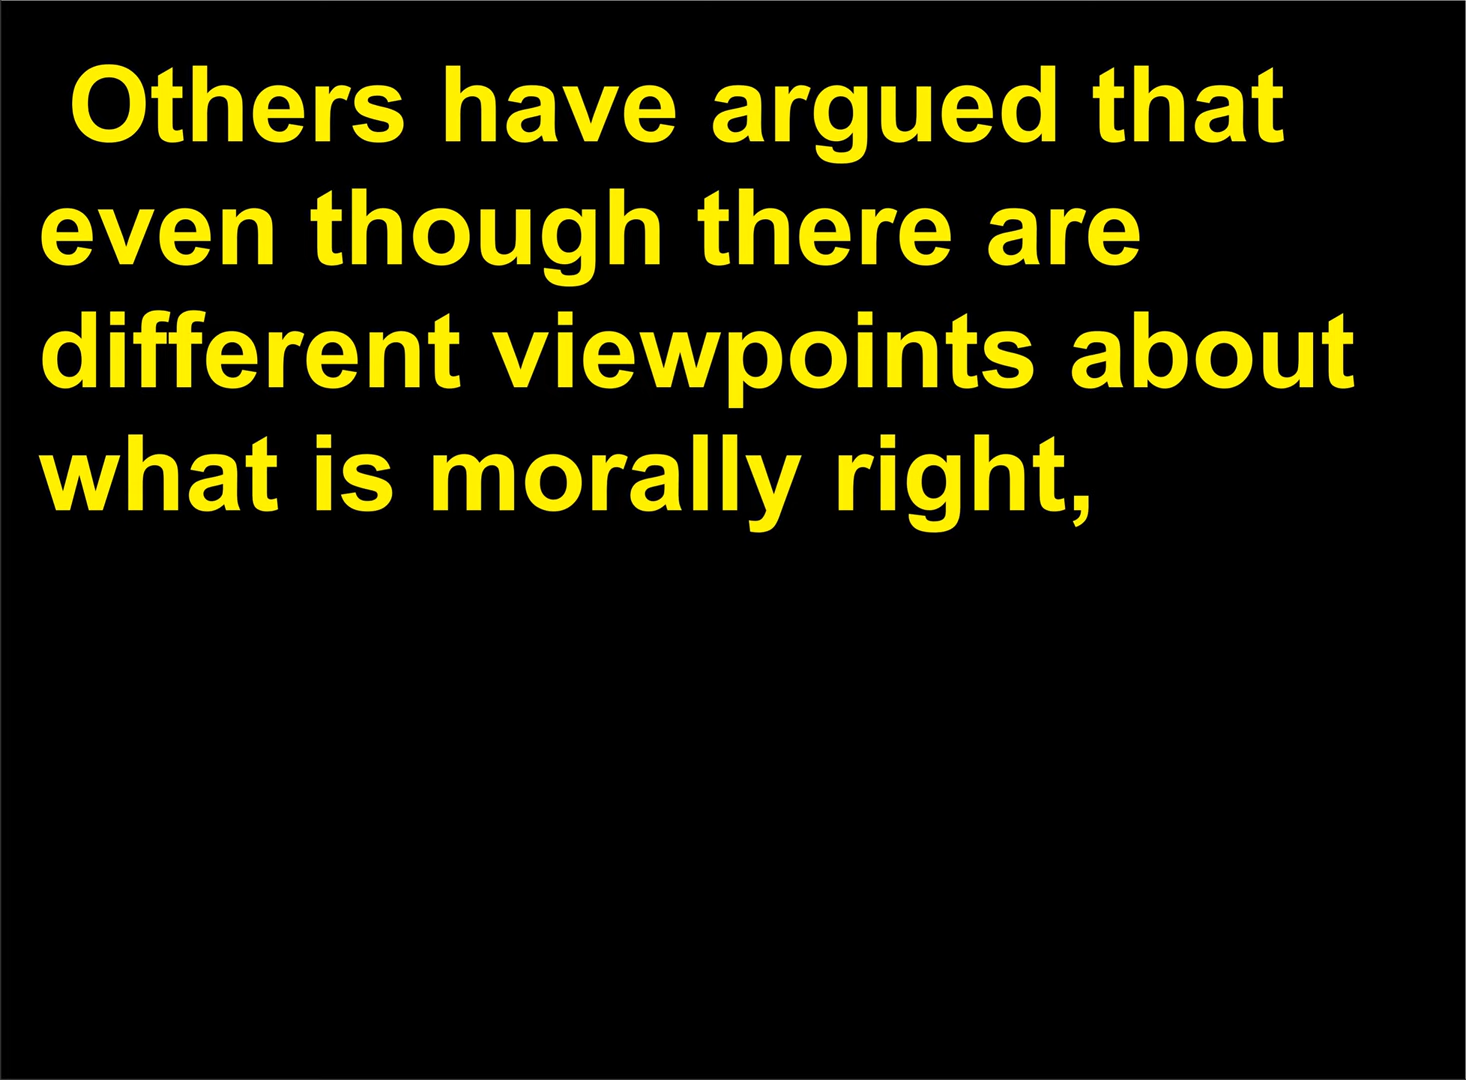 Others have argued that
even though there are
different viewpoints about
what is morally right,